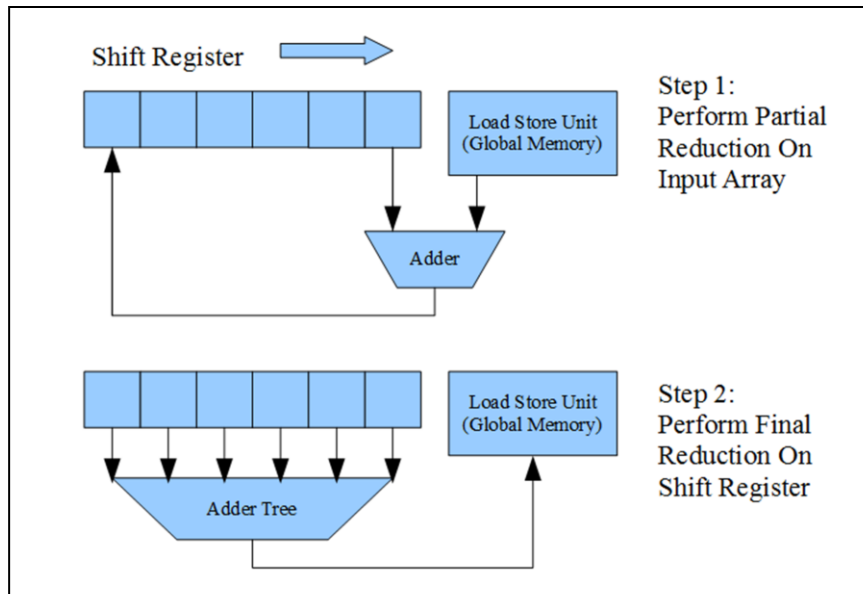 Shift Register
Load Store Unit
(Global Memory)
Adder
Step 1:
Perform Partial
Reduction On
Input Array
Load Store Unit
(Global Memory)
Adder Tree
Step 2:
Perform Final
Reduction On
Shift Register